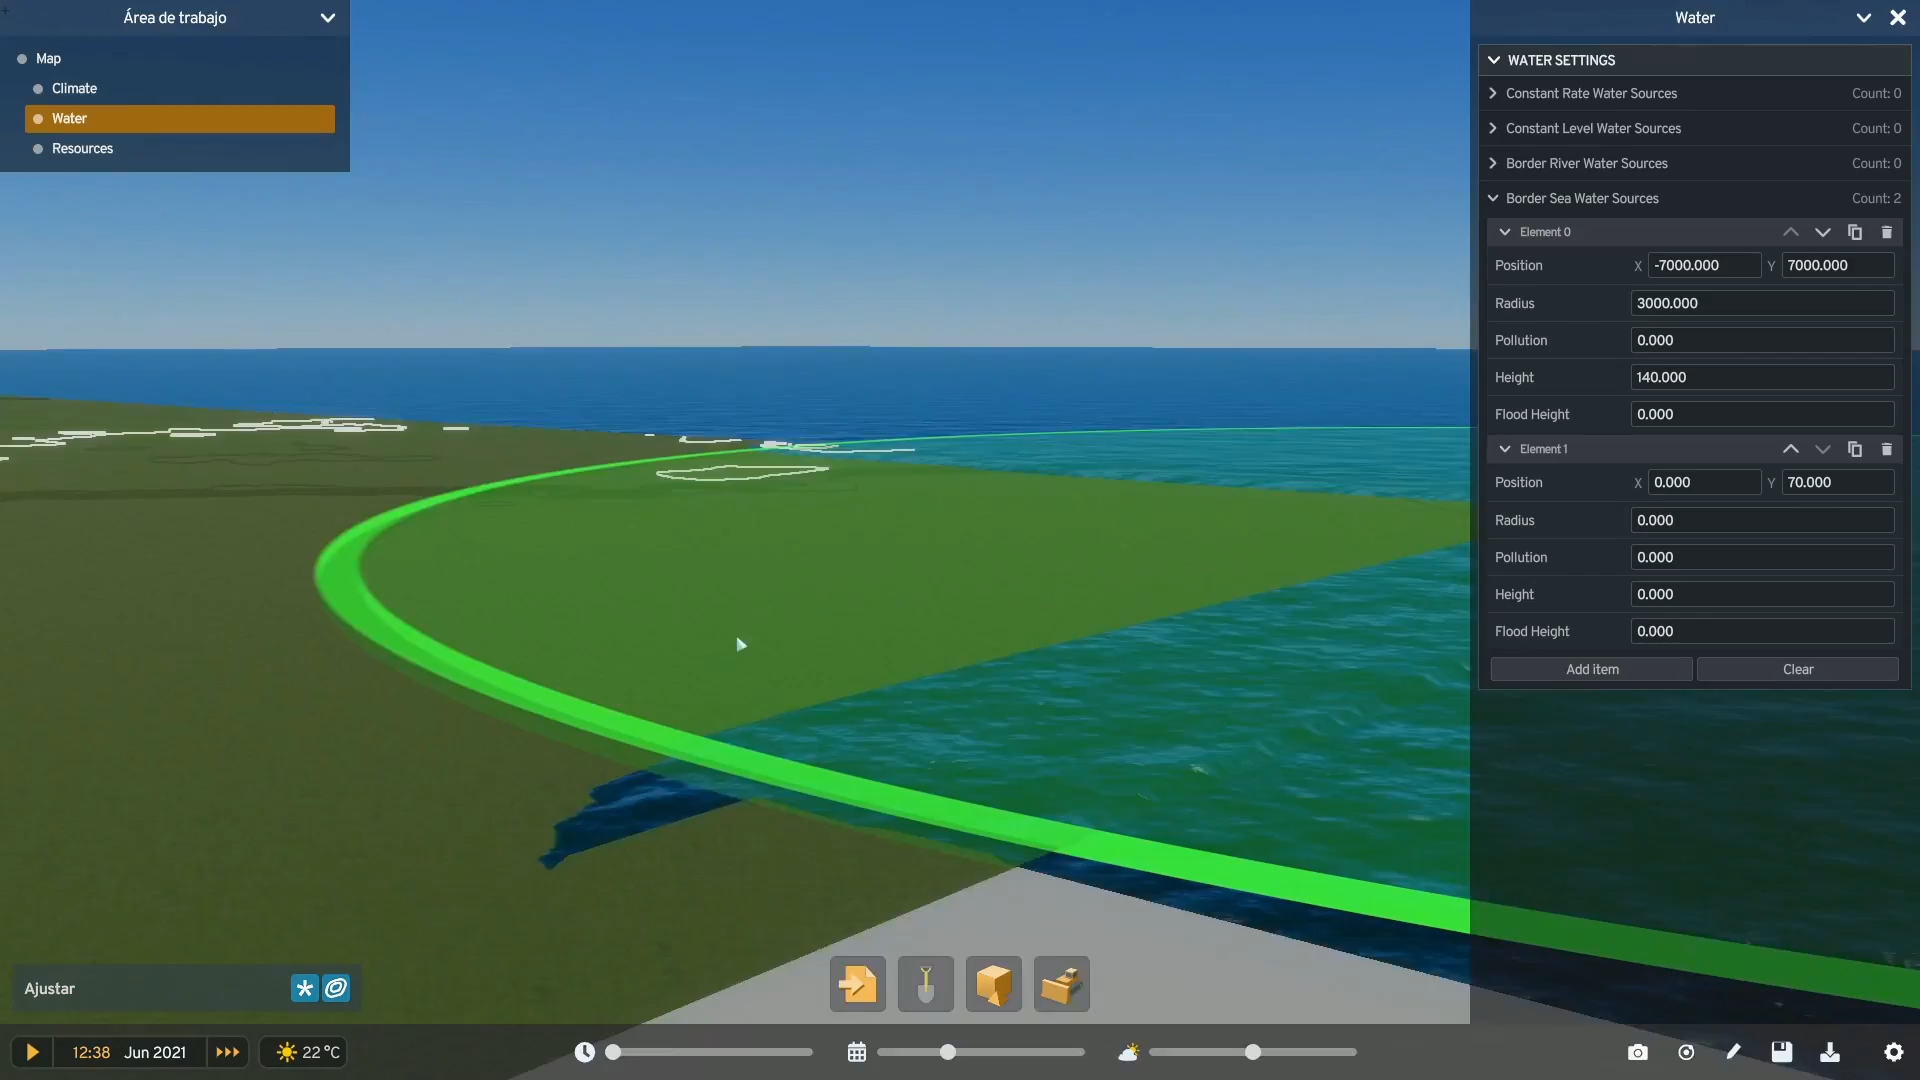 Área de trabajo
Map
Climate
Water
Resources
Water
WATER SETTINGS
Constant Rate Water Sources Count: 0
Constant Level Water Sources Count: 0
Border River Water Sources Count: 0
Border Sea Water Sources Count: 2
Element 0
Position X -7000.000 Y 7000.000
Radius 3000.000
Pollution 0.000
Height 140.000
Flood Height 0.000
Element 1
Position X 0.000 Y 70.000
Radius 0.000
Pollution 0.000
Height 0.000
Flood Height 0.000
Add item Clear
Ajustar
12:38 Jun 2021 22 °C